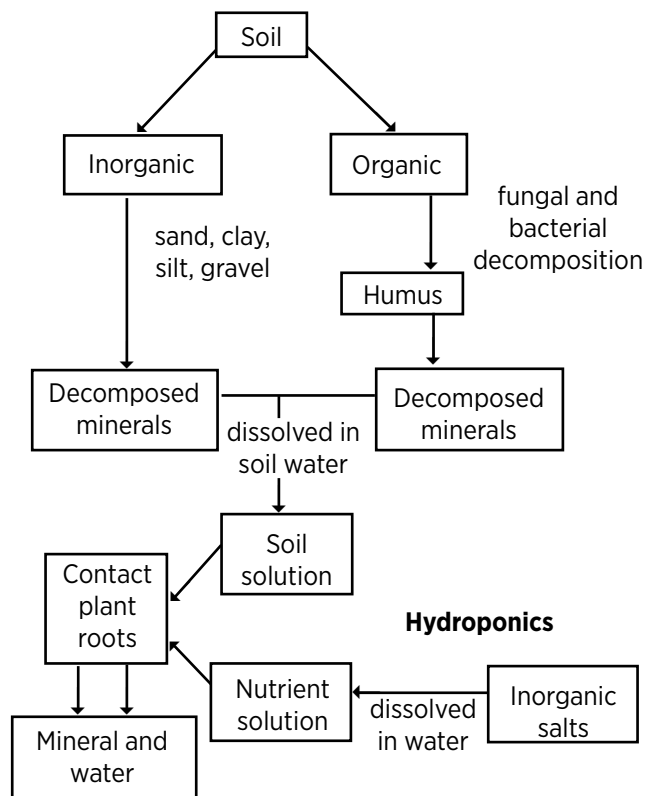 Soil
Inorganic
Organic
sand, clay,
silt, gravel
fungal and
bacterial
decomposition
Humus
Decomposed
minerals
Decomposed
minerals
dissolved in
soil water
Soil
solution
Contact
plant
roots
Hydroponics
Nutrient
solution
dissolved
in water
Inorganic
salts
Mineral and
water